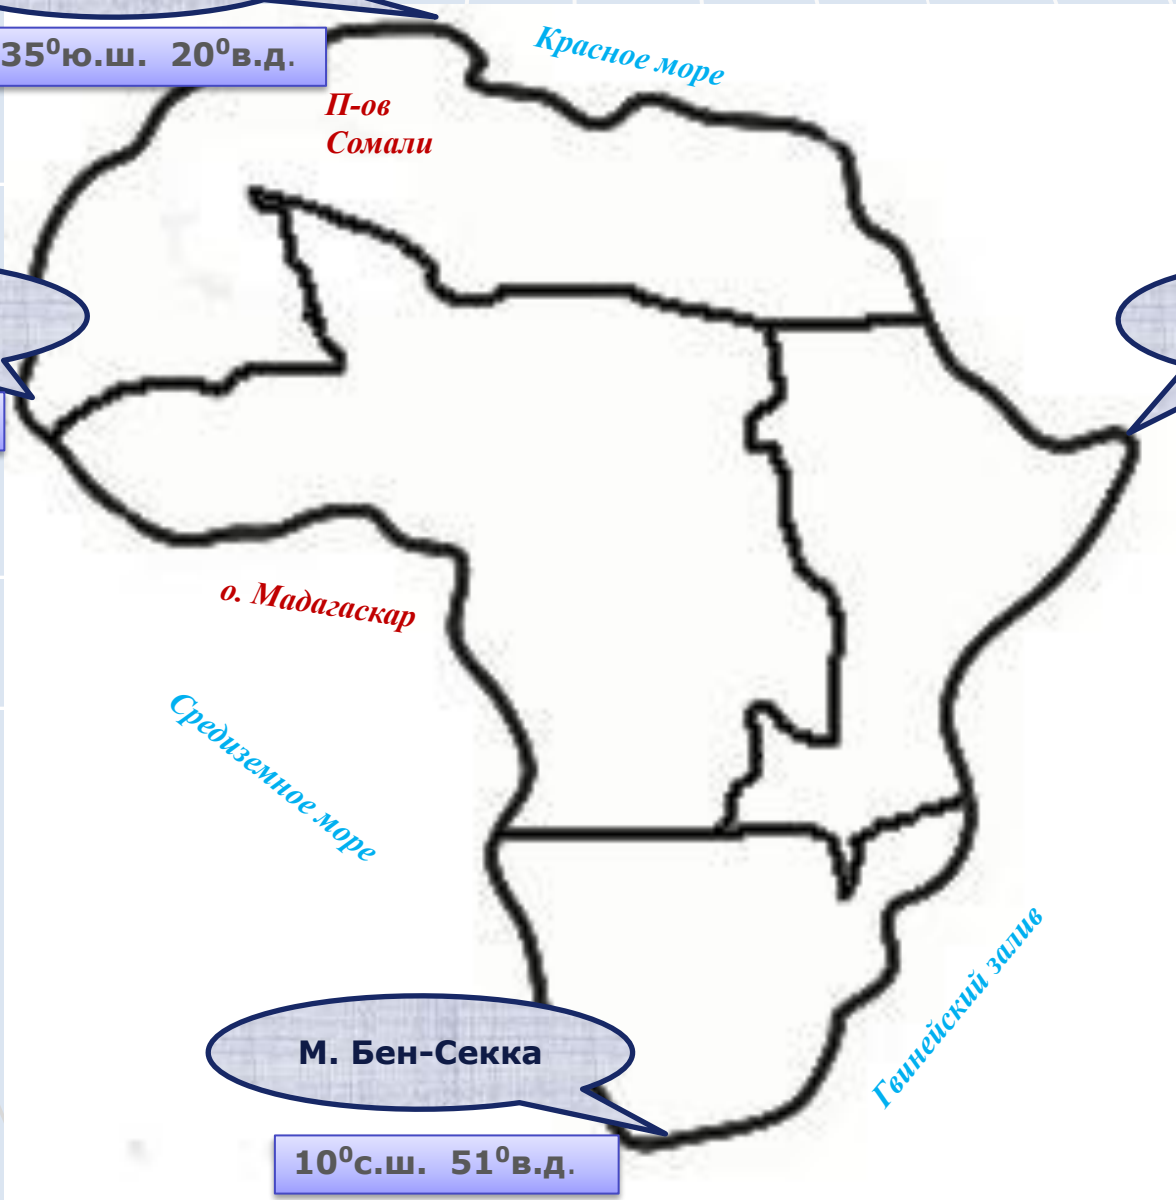 35⁰ю.ш. 20⁰в.д.
Красное море
П-ов
Сомали
о. Мадагаскар
Средиземное море
Гвинейский залив
М. Бен-Секка
10⁰с.ш. 51⁰в.д.